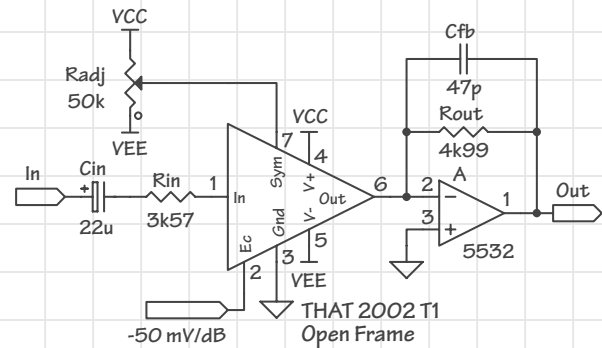 VCC
Cfb
47p
Radj
50k
VEE
Rout
4k99
VCC
7
4
Sym
V+
A
In
Cin
+
22u
Rin
3k57
1
In
Out
6
2
-
3
+
1
Out
5532
Gnd
V-
Ec
2
3
5
VEE
-50 mV/dB
THAT 2002 T1
Open Frame